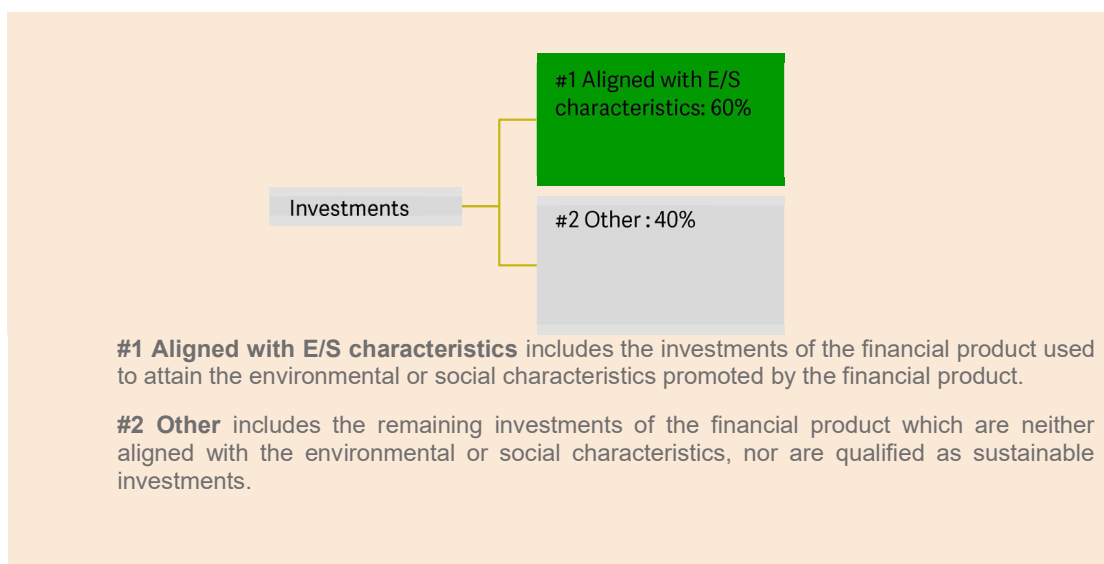 #1 Aligned with E/S
characteristics: 60%
Investments
#2 Other : 40%
#1 Aligned with E/S characteristics includes the investments of the financial product used
to attain the environmental or social characteristics promoted by the financial product.
#2 Other includes the remaining investments of the financial product which are neither
aligned with the environmental or social characteristics, nor are qualified as sustainable
investments.